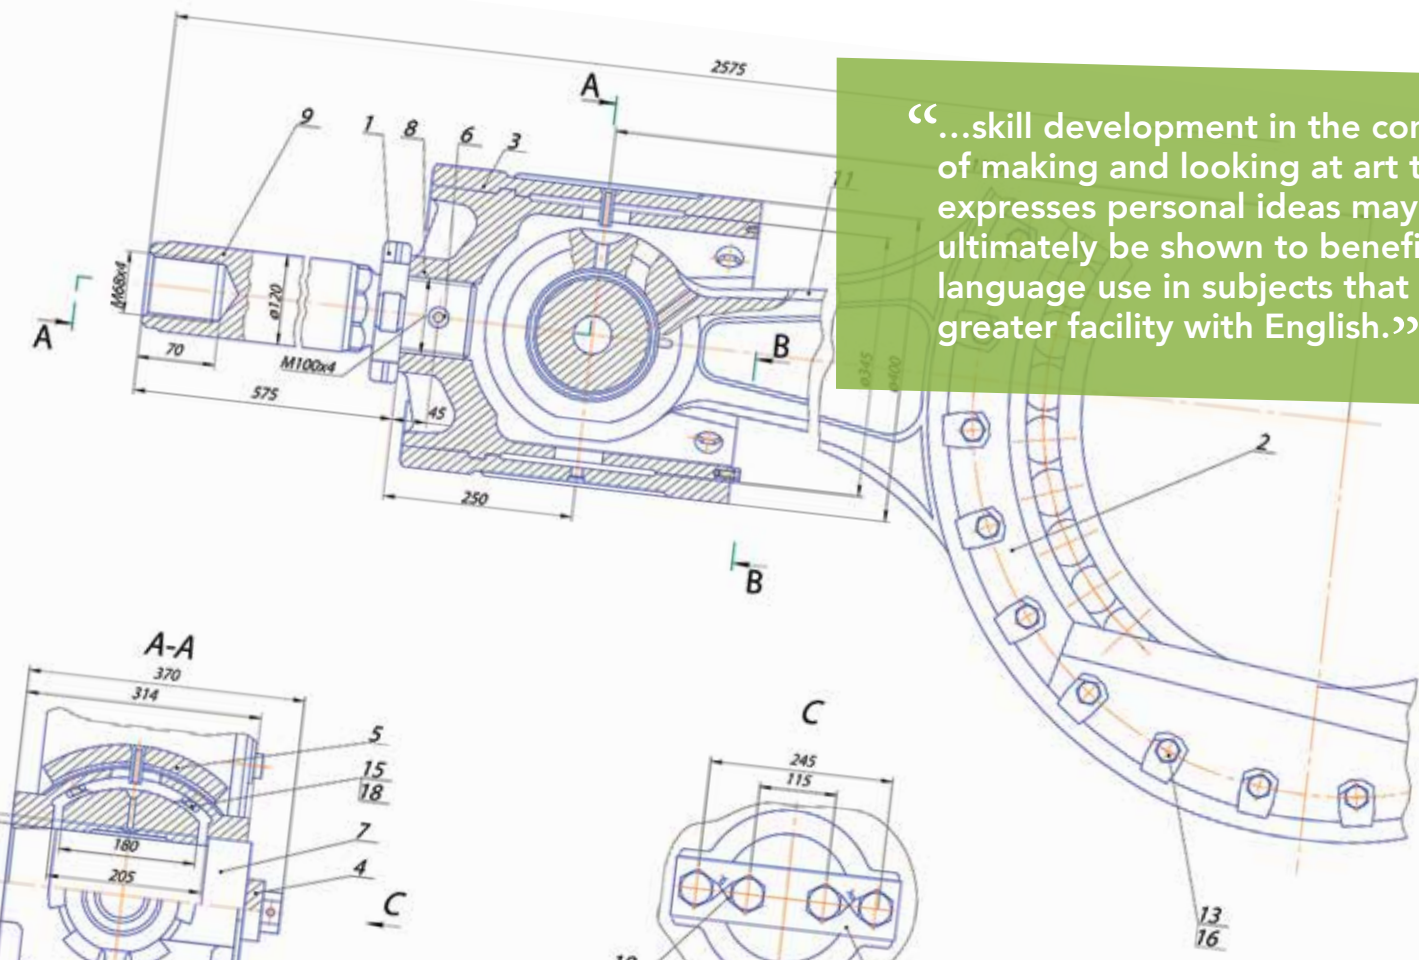 2575
A
9
1
8
6
3
11
“…skill development in the
of making and looking at art
expresses personal ideas may
ultimately be shown to
language use in subjects that
greater facility with English.”
M68x4
ø120
A
70
M100x4
575
45
B
ø345
ø400
2
250
B
A-A
370
314
5
15
18
7
4
180
205
C
C
245
115
13
16